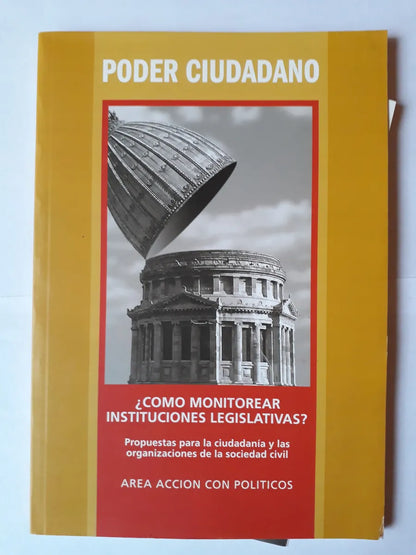 PODER CIUDADANO
¿COMO MONITOREAR
INSTITUCIONES LEGISLATIVAS?
Propuestas para la ciudadanía y las
organizaciones de la sociedad civil
AREA ACCION CON POLITICOS